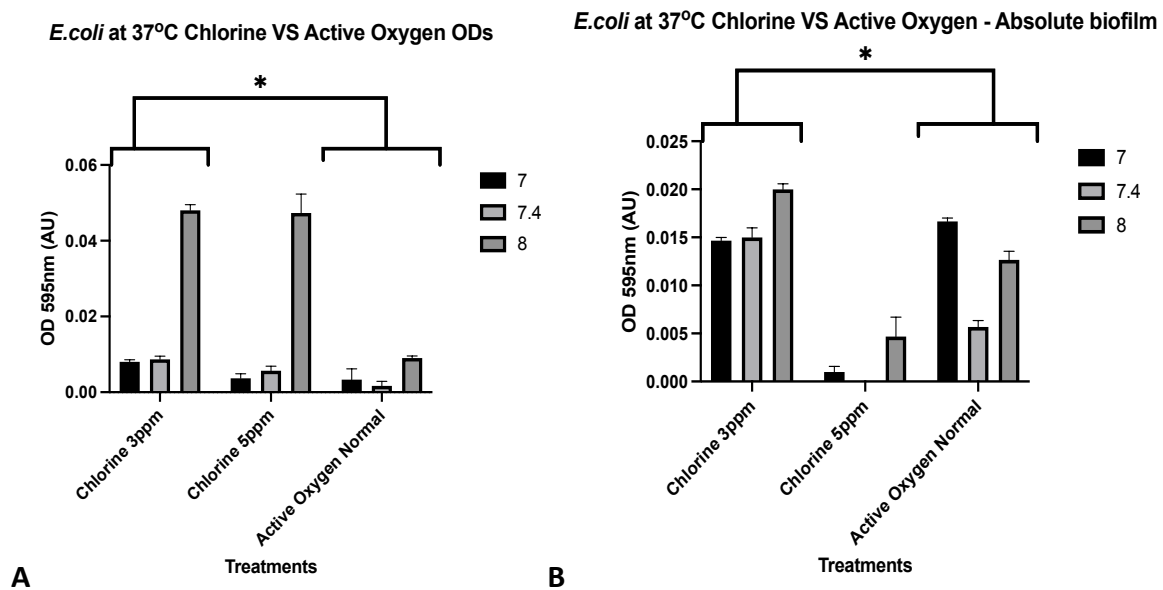 E.coli at 37°C Chlorine VS Active Oxygen ODs
*
0.06
0.04
0.02
0.00
OD 595nm (AU)
7
7.4
8
Chlorine 3ppm
Chlorine 5ppm
Active Oxygen Normal
Treatments
A
E.coli at 37°C Chlorine VS Active Oxygen - Absolute biofilm
*
0.025
0.020
0.015
0.010
0.005
0.000
OD 595nm (AU)
7
7.4
8
Chlorine 3ppm
Chlorine 5ppm
Active Oxygen Normal
Treatments
B